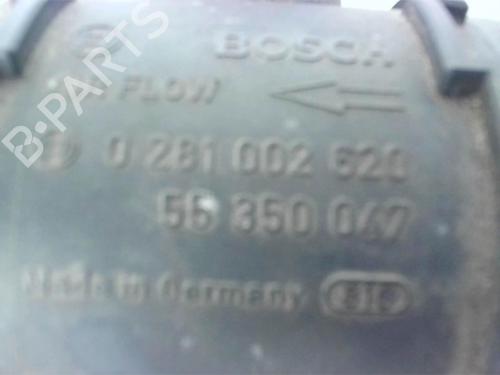 BOSCH
FLOW
0 281 002 620
55 350 047
Made in Germany
B-PARTS